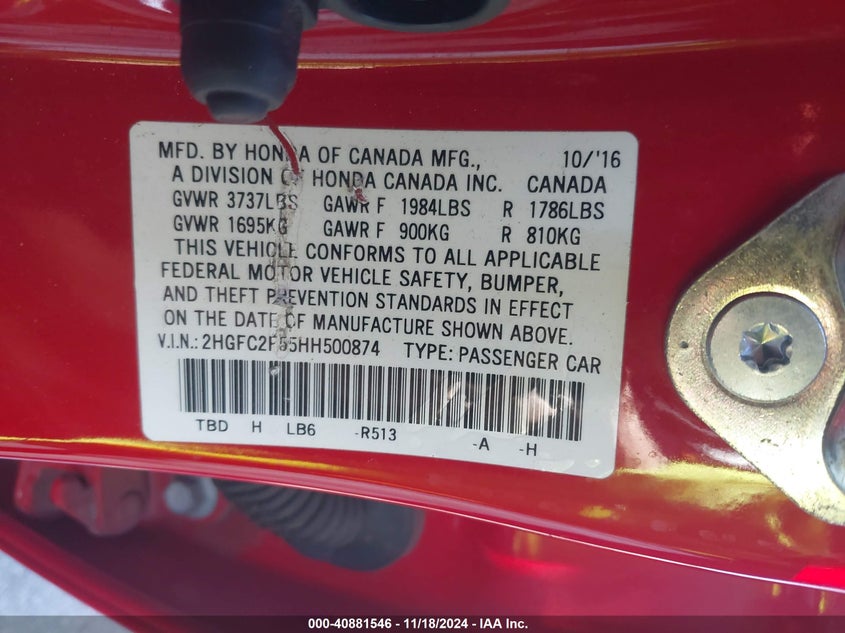 MFD. BY HONDA OF CANADA MFG., 10/'16
A DIVISION OF HONDA CANADA INC. CANADA
GVWR 3737LBS GAWR F 1984LBS R 1786LBS
GVWR 1695KG GAWR F 900KG R 810KG
THIS VEHICLE CONFORMS TO ALL APPLICABLE
FEDERAL MOTOR VEHICLE SAFETY, BUMPER,
AND THEFT PREVENTION STANDARDS IN EFFECT
ON THE DATE OF MANUFACTURE SHOWN ABOVE.
V.I.N.: 2HGFC2F55HH500874 TYPE: PASSENGER CAR
TBD H LB6 -R513 -A -H
000-40881546 - 11/18/2024 - IAA Inc.